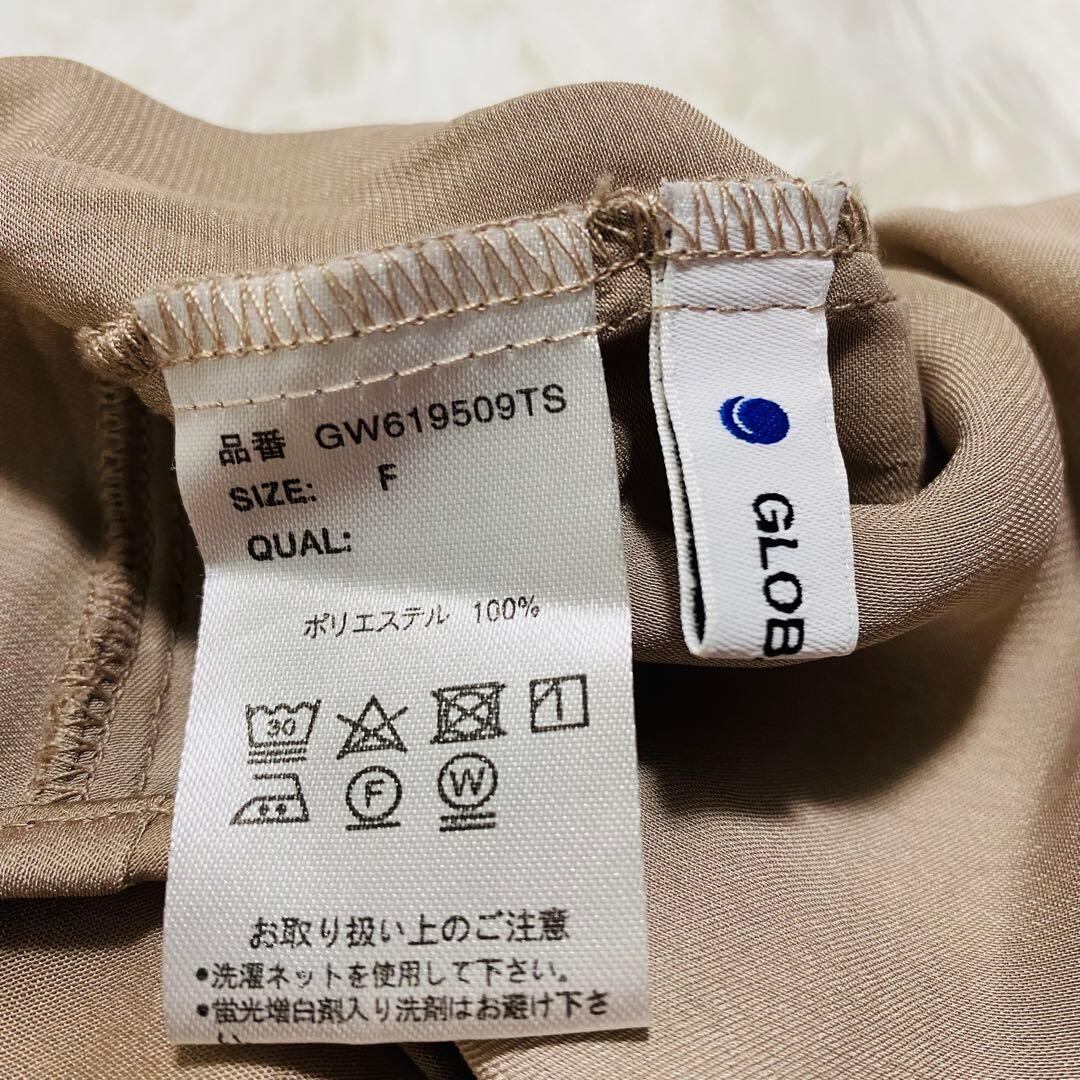 品番 GW619509TS
SIZE: F
QUAL:
ポリエステル 100%
30
F W
お取り扱い上のご注意
•洗濯ネットを使用して下さい。
•蛍光増白剤入り洗剤はお避け下さ
GLOB